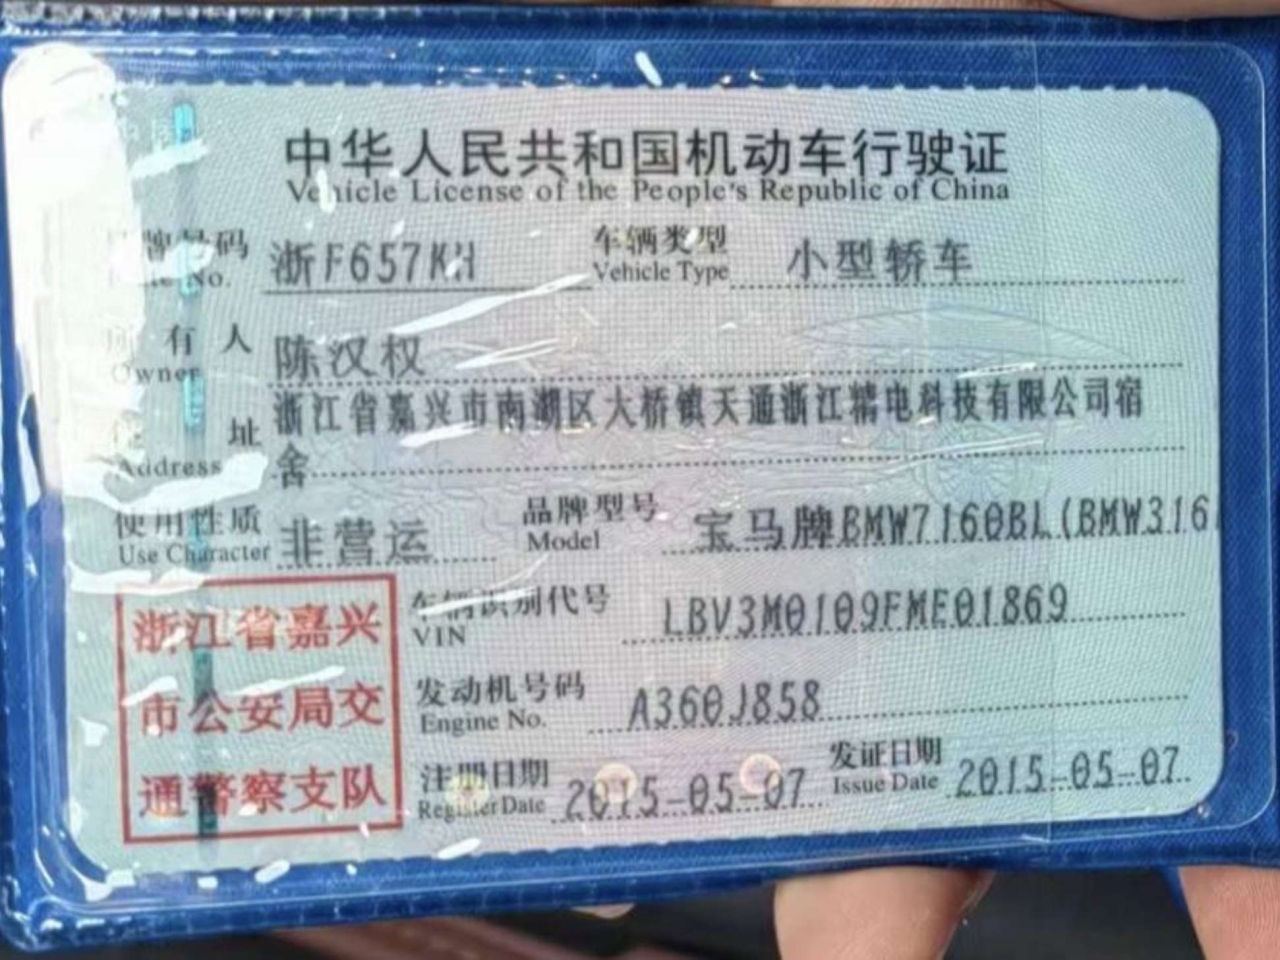 中华人民共和国机动车行驶证
Vehicle License of the People's Republic of China
号牌号码 浙F657KH 车辆类型 小型轿车
Plate No. Vehicle Type
所有人 陈汉权
Owner
住址 浙江省嘉兴市南湖区大桥镇天通浙江精电科技有限公司宿
Address 舍
使用性质 非营运 品牌型号 宝马牌BMW7160BL(BMW316
Use Character Model
车辆识别代号 LBV3M0109FME01869
VIN
发动机号码 A360J858
Engine No.
注册日期 2015-05-07 发证日期 2015-05-07
Register Date Issue Date
浙江省嘉兴
市公安局交
通警察支队